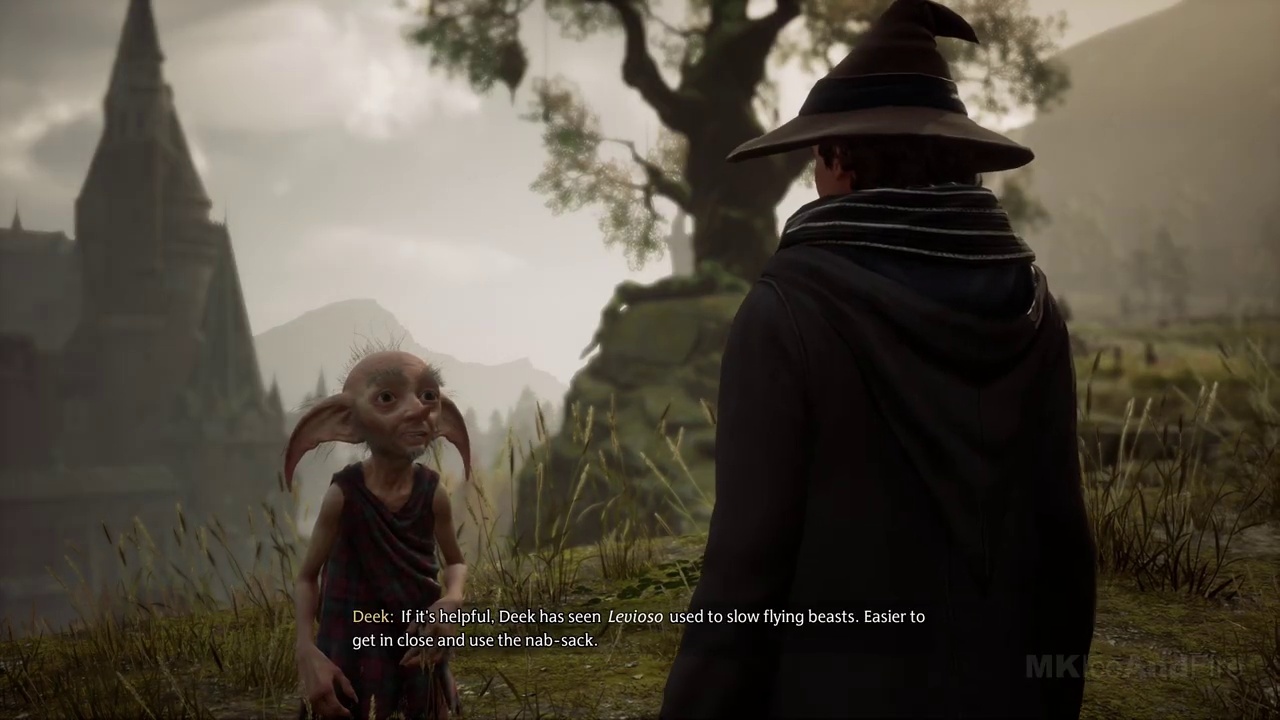 Deek: If it's helpful, Deek has seen Levioso used to slow flying beasts. Easier to
get in close and use the nab-sack.
MKIceAndFire